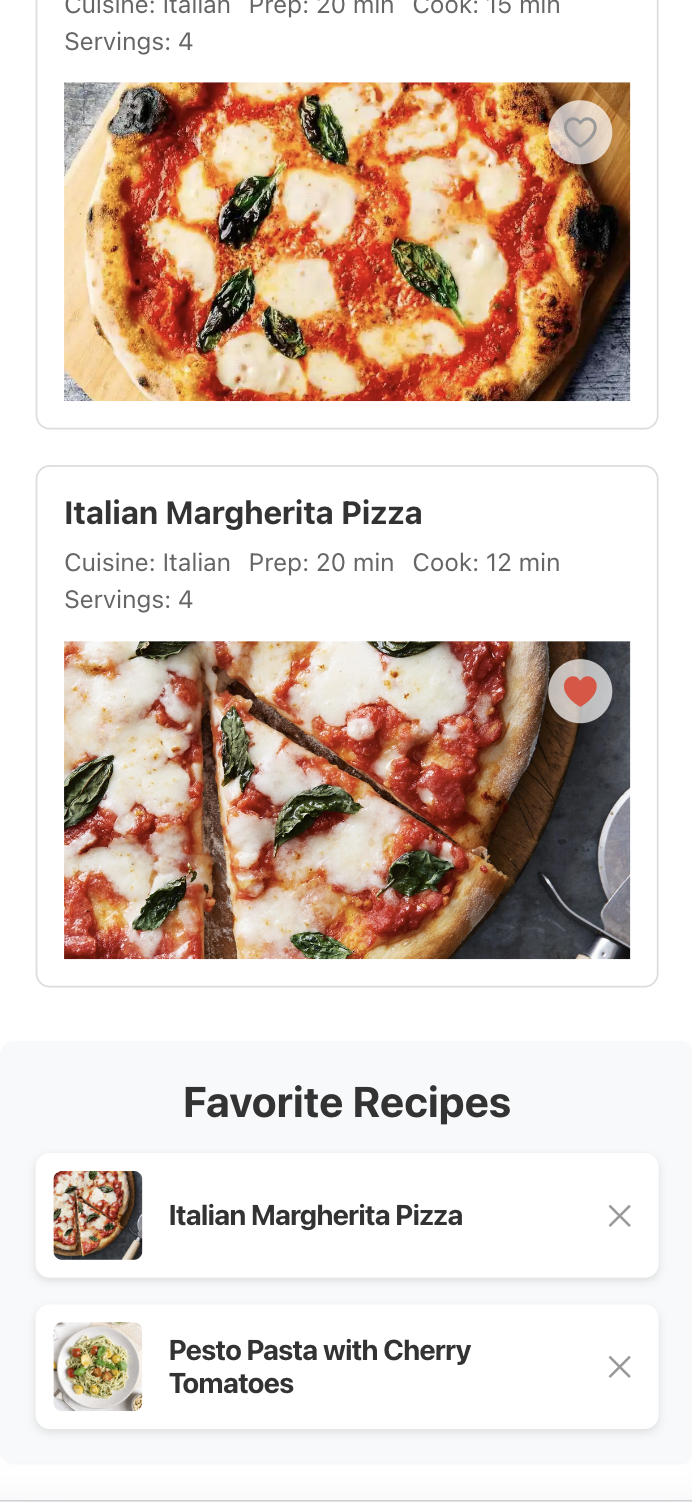 Cuisine: Italian Prep: 20 min Cook: 15 min
Servings: 4
Italian Margherita Pizza
Cuisine: Italian Prep: 20 min Cook: 12 min
Servings: 4
Favorite Recipes
Italian Margherita Pizza
Pesto Pasta with Cherry
Tomatoes